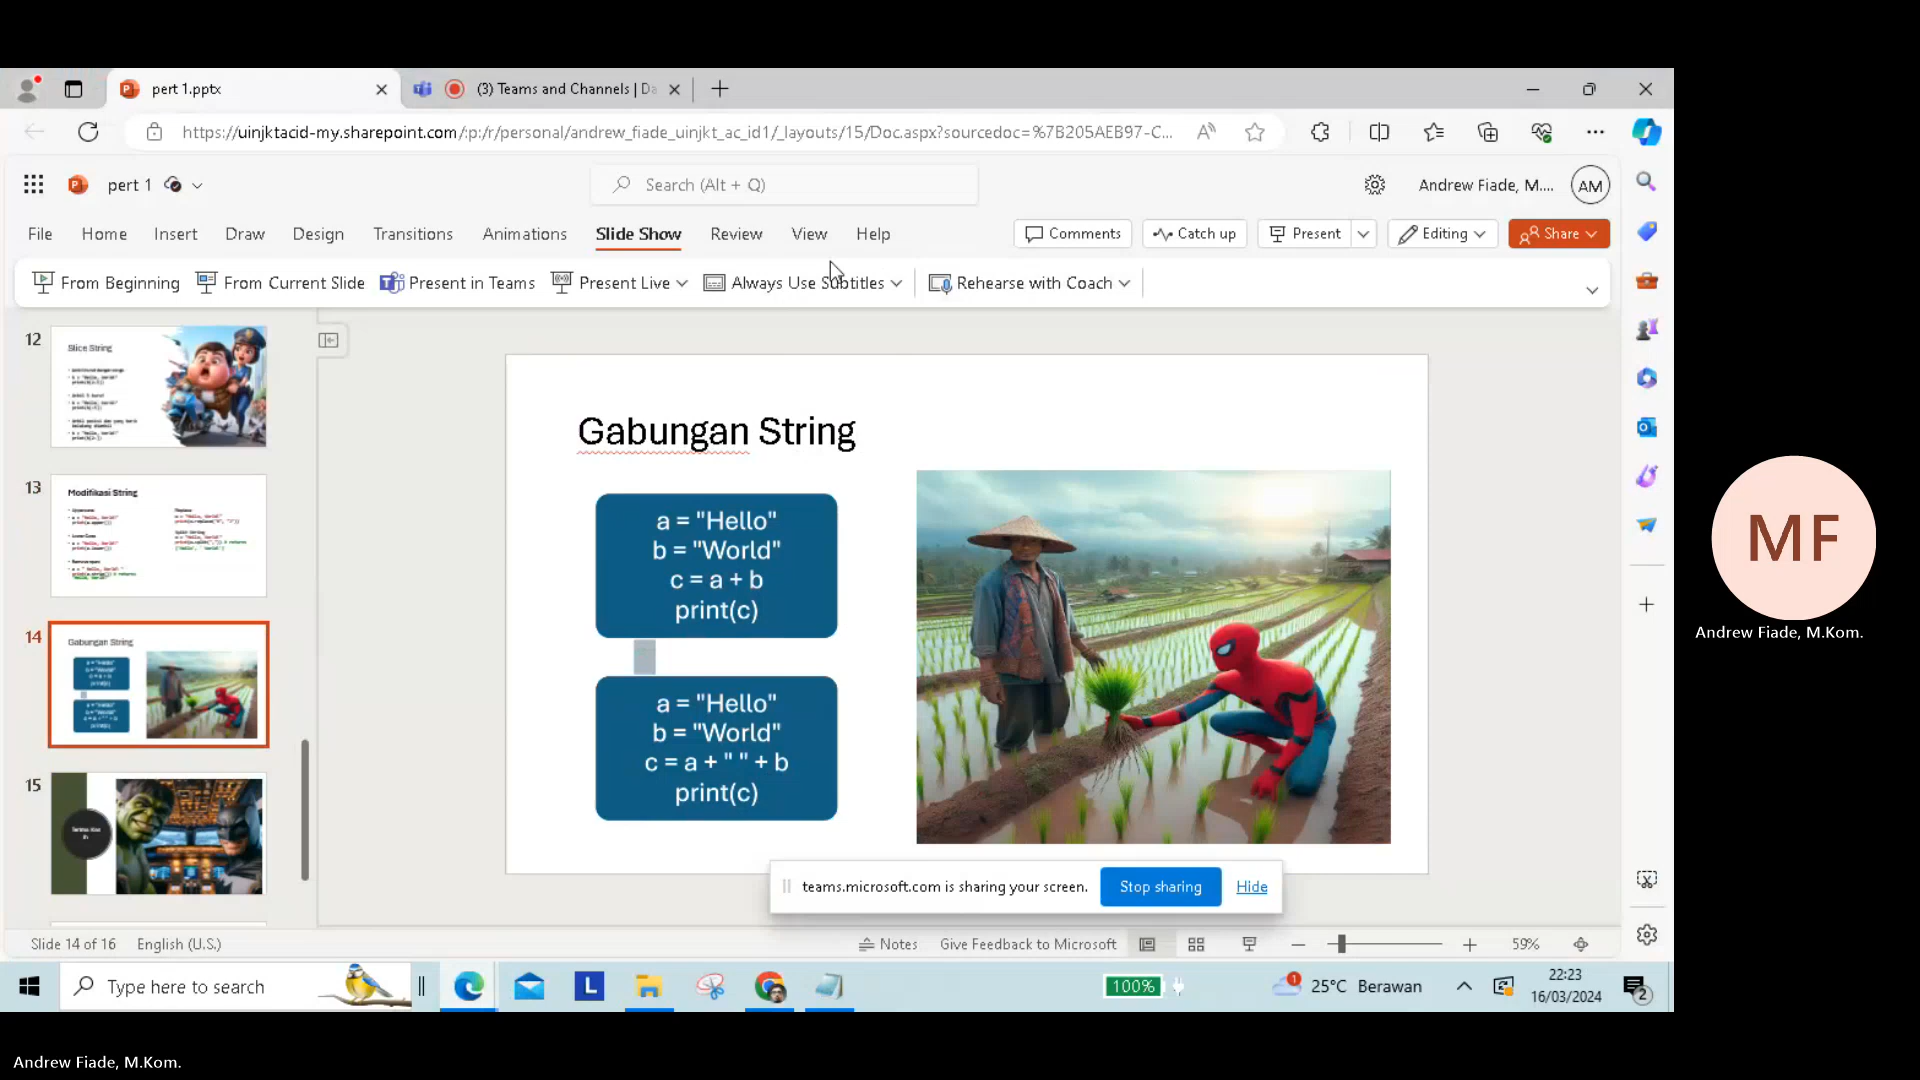 pert 1.pptx
(3) Teams and Channels | Da
https://uinjktacid-my.sharepoint.com/:p:/r/personal/andrew_fiade_uinjkt_ac_id1/_layouts/15/Doc.aspx?sourcedoc=%7B205AEB97-C...
pert 1
Search (Alt + Q)
Andrew Fiade, M....
AM
File
Home
Insert
Draw
Design
Transitions
Animations
Slide Show
Review
View
Help
Comments
Catch up
Present
Editing
Share
From Beginning
From Current Slide
Present in Teams
Present Live
Always Use Subtitles
Rehearse with Coach
12
Slice String
13
Modifikasi String
14
Gabungan String
15
Gabungan String
a = "Hello"
b = "World"
c = a + b
print(c)
a = "Hello"
b = "World"
c = a + " " + b
print(c)
teams.microsoft.com is sharing your screen.
Stop sharing
Hide
Slide 14 of 16
English (U.S.)
Notes
Give Feedback to Microsoft
59%
Type here to search
L
100%
1
25°C Berawan
22:23
16/03/2024
2
MF
Andrew Fiade, M.Kom.
Andrew Fiade, M.Kom.